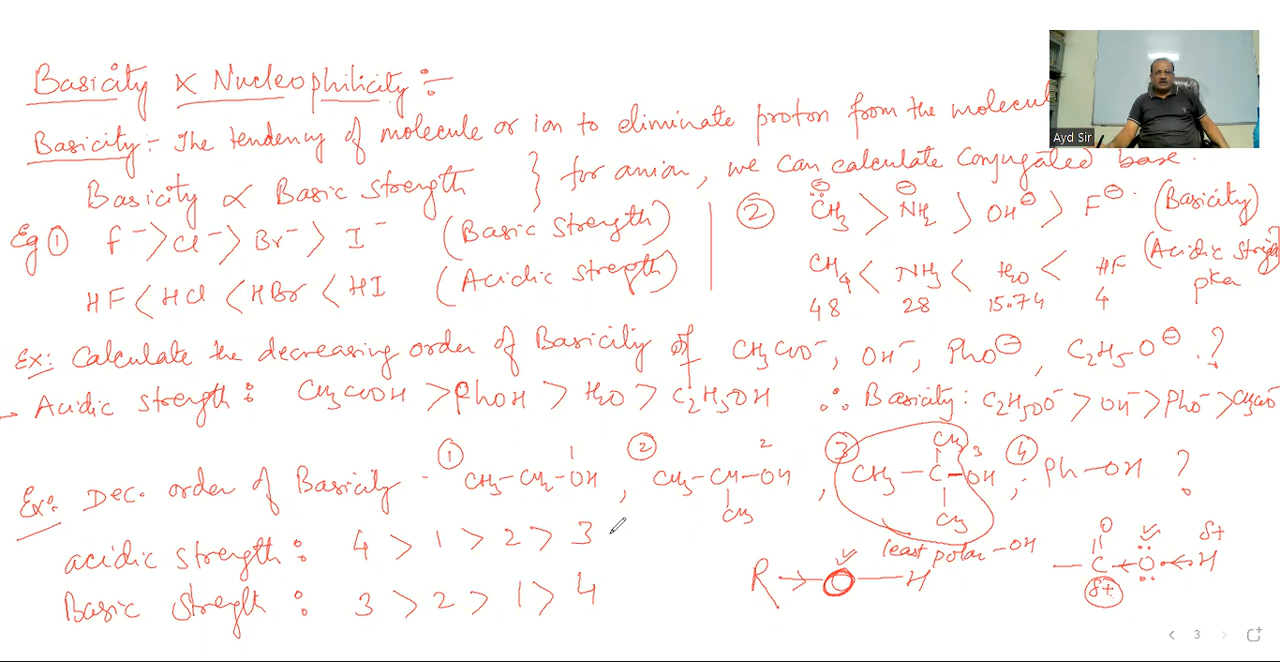 Basicity & Nucleophilicity :-
Basicity :- The tendency of molecule or ion to eliminate proton from the molecul
Ayd Sir
Basicity ∝ Basic strength } for anion, we can calculate conjugated base.
Eg ① F⁻ > Cl⁻ > Br⁻ > I⁻ (Basic strength)
HF < HCl < HBr < HI (Acidic strength)
② CH₃⊖ > NH₂⊖ > OH⊖ > F⊖ (Basicity)
CH₄ < NH₃ < H₂O < HF (Acidic streng
48 28 15.74 4 pka
Ex: Calculate the decreasing order of Basicity of CH₃COO⁻, OH⁻, PhO⊖, C₂H₅O⊖ ?
→ Acidic strength : CH₃COOH > PhOH > H₂O > C₂H₅OH ∴ Basicity : C₂H₅O⁻ > OH⁻ > PhO⁻ > CH₃COO⁻
Ex: Dec. order of Basicity - ① CH₃-CH₂-OH 1, ② CH₃-CH-OH 2 CH₃, ③ CH₃-C-OH 3 CH₃ CH₃, ④ Ph-OH ?
acidic strength : 4 > 1 > 2 > 3
least polar -OH
Basic strength : 3 > 2 > 1 > 4
R → O — H
O
— C ← O ← H δ+
δ+
3